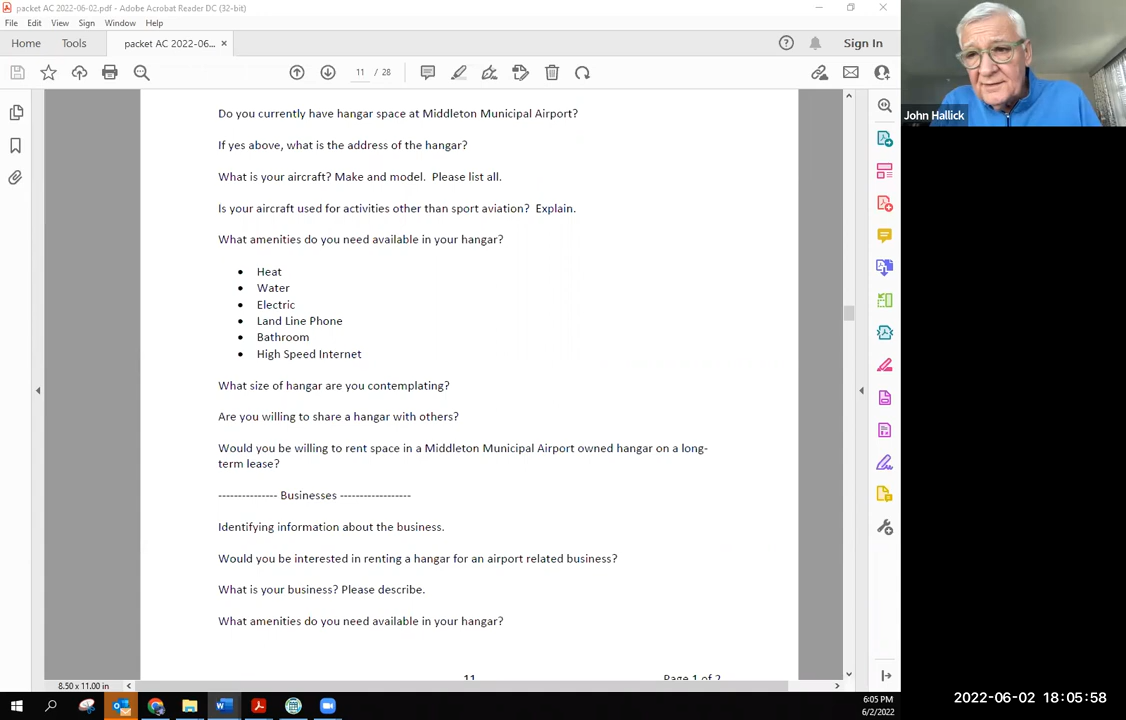 packet AC 2022-06-02.pdf - Adobe Acrobat Reader DC (32-bit)
File Edit View Sign Window Help
Home Tools packet AC 2022-06... × Sign In
11 / 28
Do you currently have hangar space at Middleton Municipal Airport?
If yes above, what is the address of the hangar?
What is your aircraft? Make and model. Please list all.
Is your aircraft used for activities other than sport aviation? Explain.
What amenities do you need available in your hangar?
• Heat
• Water
• Electric
• Land Line Phone
• Bathroom
• High Speed Internet
What size of hangar are you contemplating?
Are you willing to share a hangar with others?
Would you be willing to rent space in a Middleton Municipal Airport owned hangar on a long-
term lease?
--------------- Businesses ------------------
Identifying information about the business.
Would you be interested in renting a hangar for an airport related business?
What is your business? Please describe.
What amenities do you need available in your hangar?
11 Page 1 of 2
8.50 x 11.00 in
John Hallick
6:05 PM
6/2/2022
2022-06-02 18:05:58